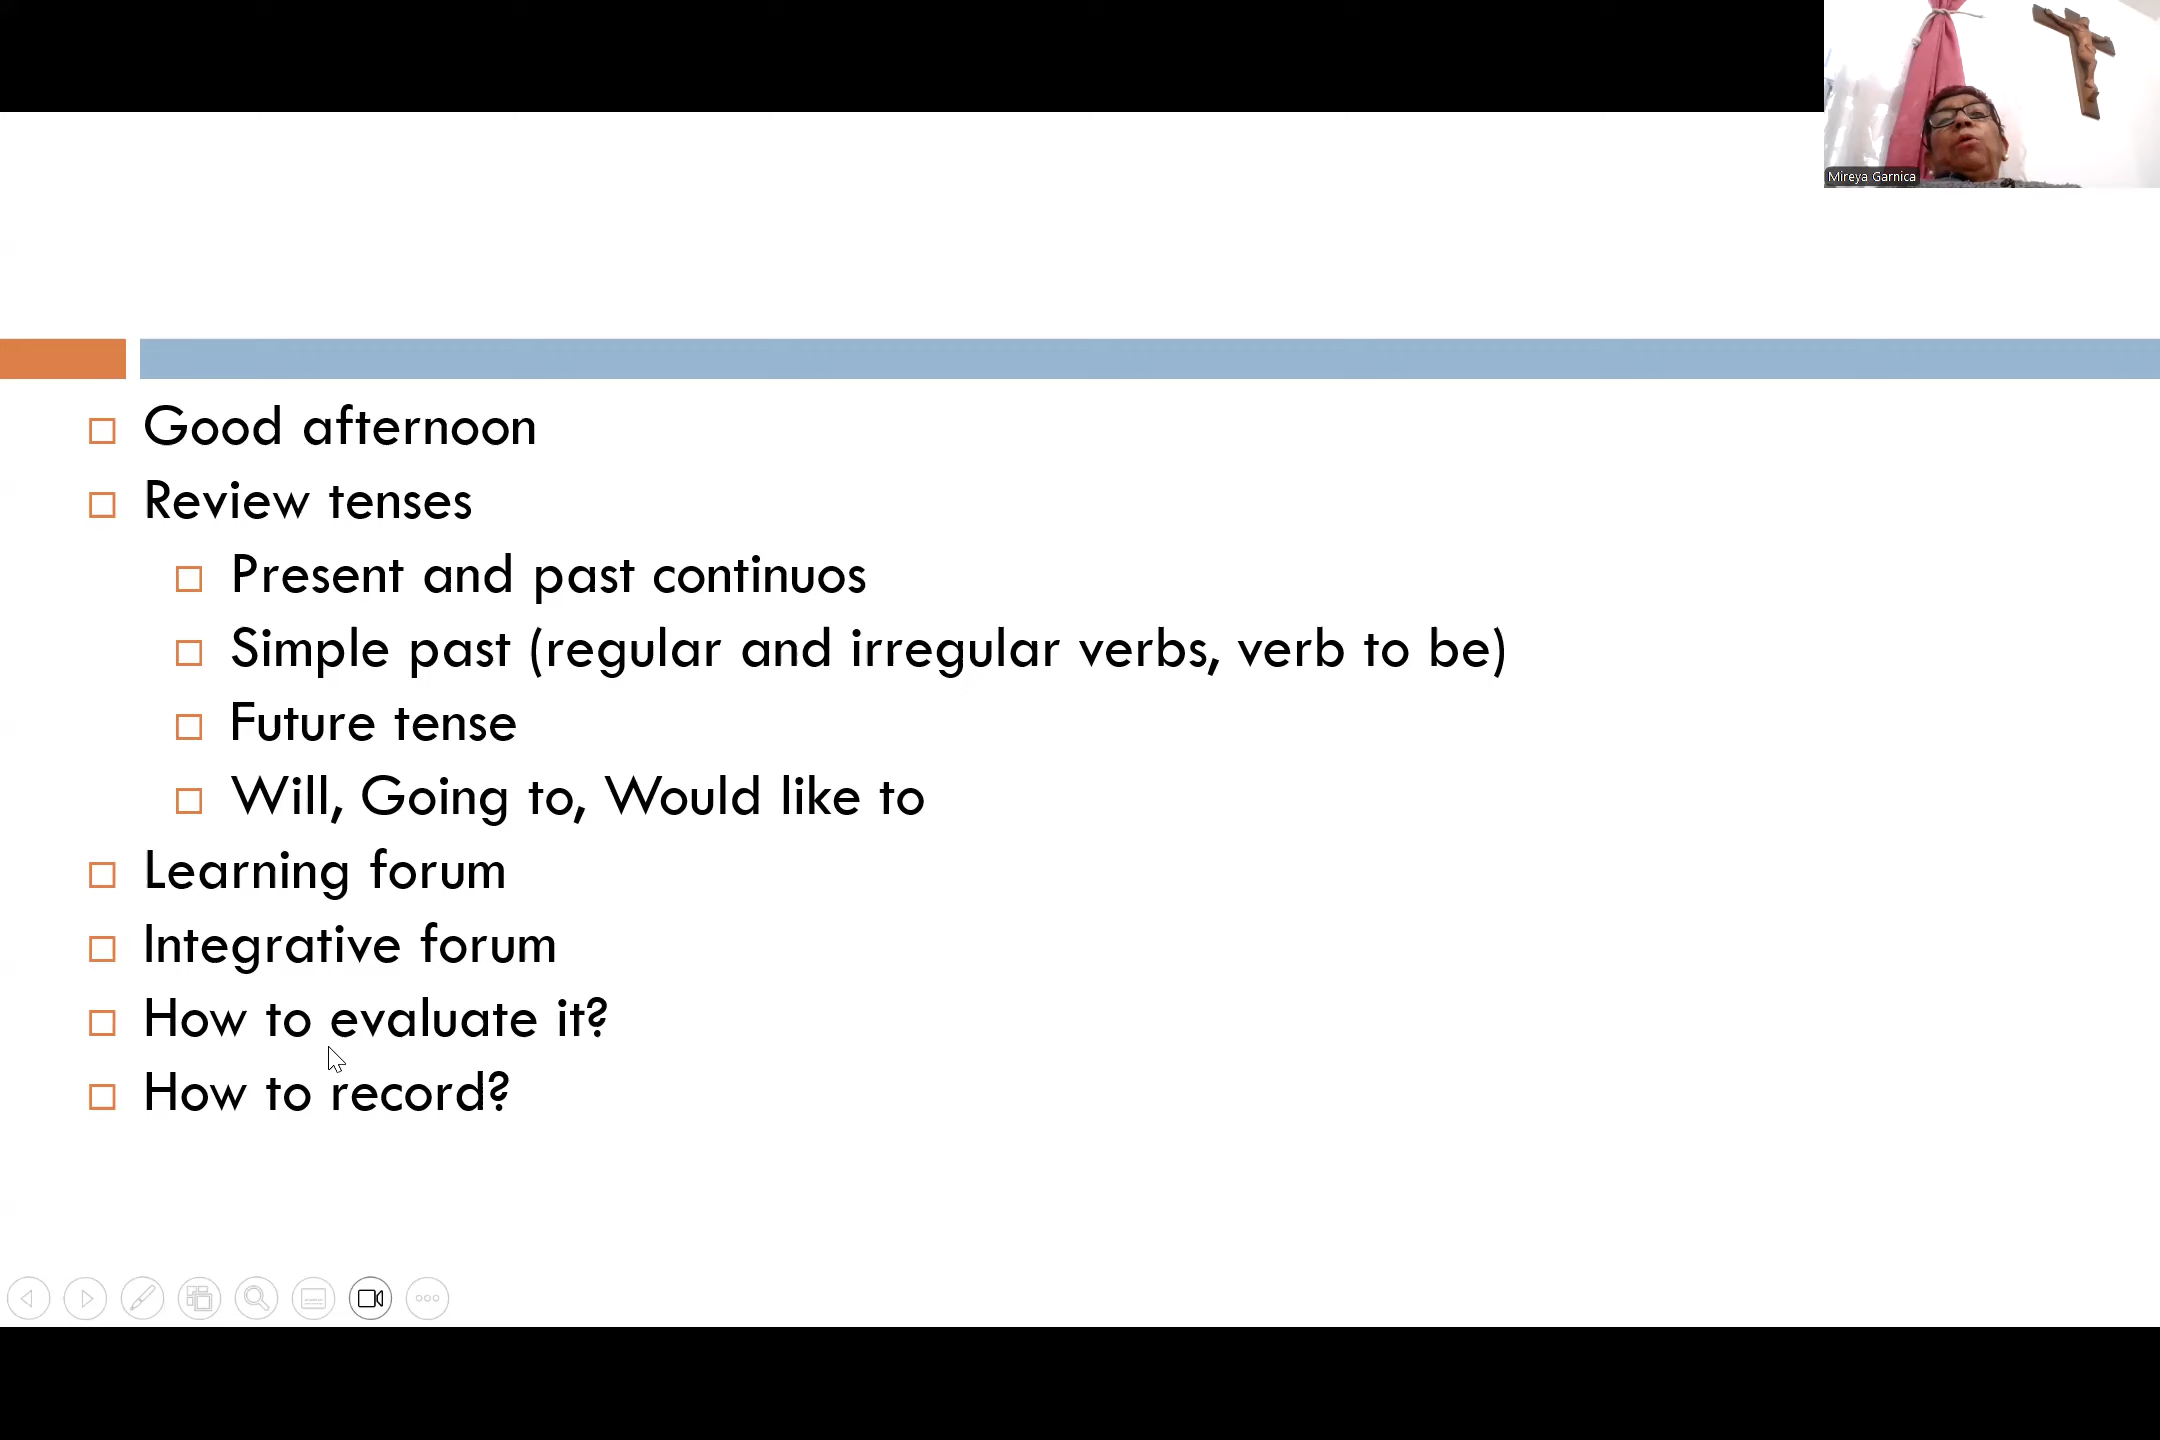 Mireya Garnica
Good afternoon
Review tenses
Present and past continuos
Simple past (regular and irregular verbs, verb to be)
Future tense
Will, Going to, Would like to
Learning forum
Integrative forum
How to evaluate it?
How to record?